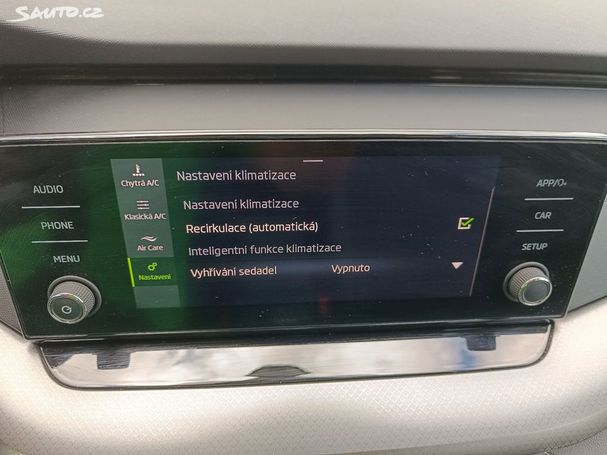 Sauto.cz
AUDIO
PHONE
MENU
Chytrá A/C
Klasická A/C
Air Care
Nastavení
Nastavení klimatizace
Nastavení klimatizace
Recirkulace (automatická)
Inteligentní funkce klimatizace
Vyhřívání sedadel Vypnuto
APP/
CAR
SETUP